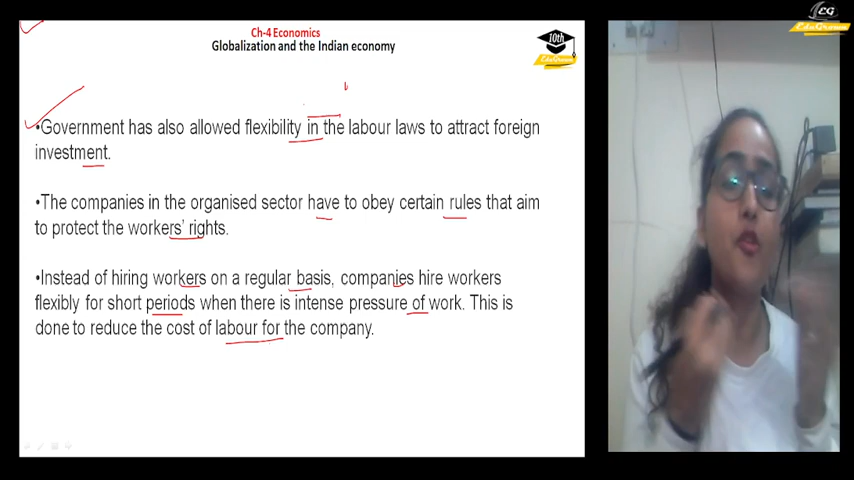 Ch-4 Economics
Globalization and the Indian economy
10th
EduGrown
CG
EduGrown
•Government has also allowed flexibility in the labour laws to attract foreign
investment.
•The companies in the organised sector have to obey certain rules that aim
to protect the workers’ rights.
•Instead of hiring workers on a regular basis, companies hire workers
flexibly for short periods when there is intense pressure of work. This is
done to reduce the cost of labour for the company.